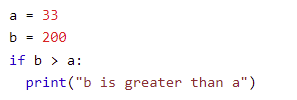 a = 33
b = 200
if b > a:
  print("b is greater than a")